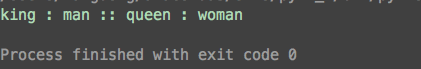 king : man :: queen : woman
Process finished with exit code 0